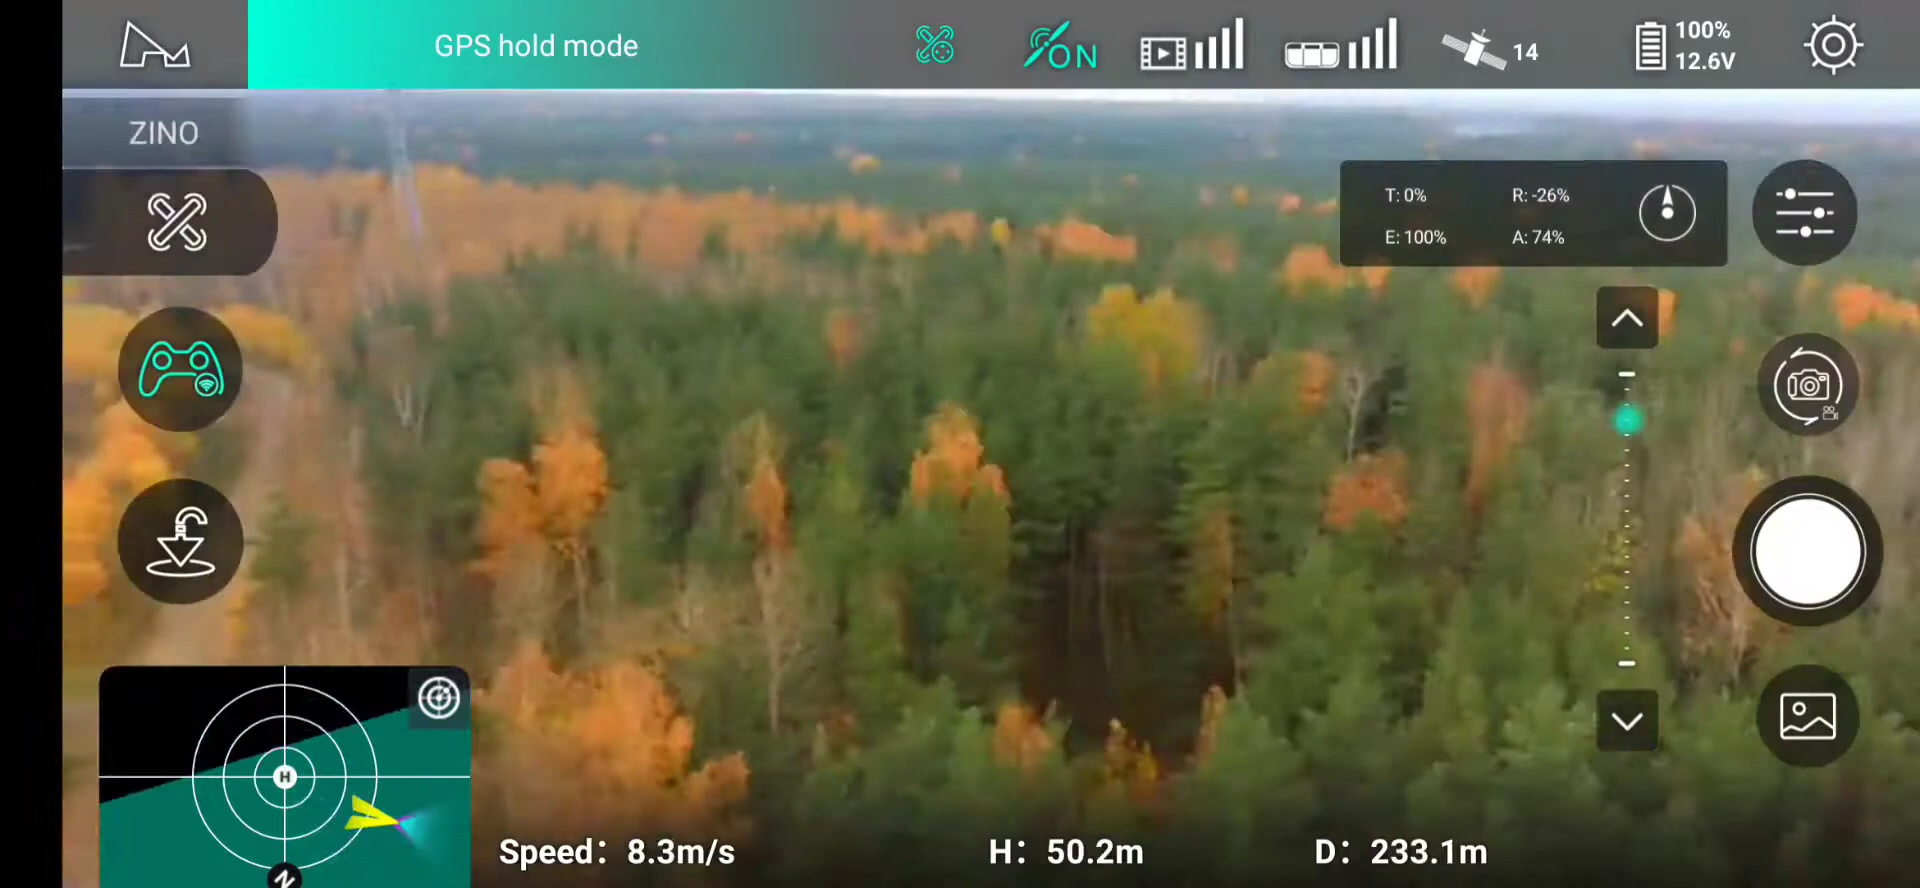 GPS hold mode
ON
14
100%
12.6V
ZINO
T: 0%
R: -26%
E: 100%
A: 74%
H
N
Speed: 8.3m/s
H: 50.2m
D: 233.1m